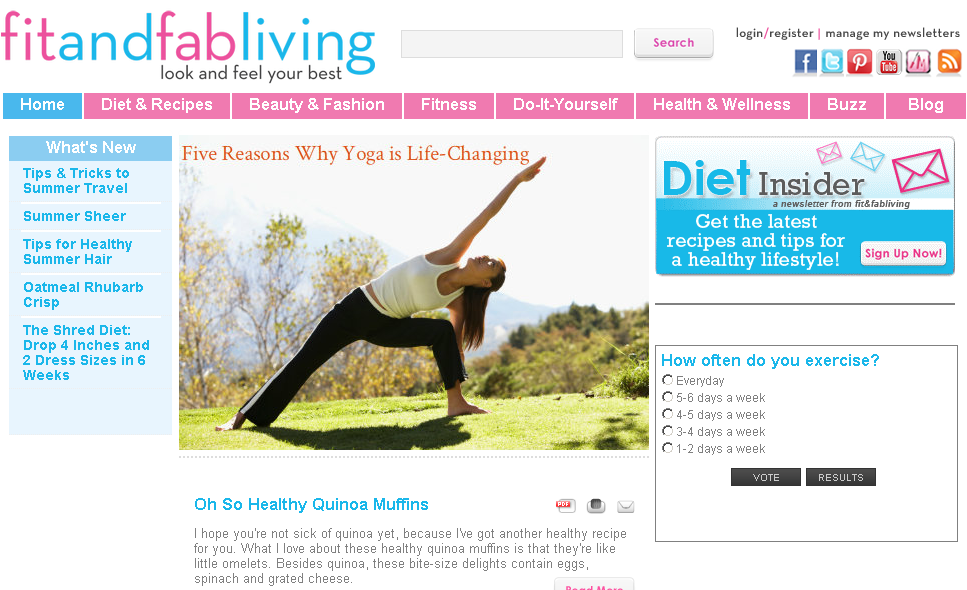 fitandfabliving
look and feel your best
Search
login/register | manage my newsletters
You
Tube
Home
Diet & Recipes
Beauty & Fashion
Fitness
Do-It-Yourself
Health & Wellness
Buzz
Blog
What's New
Tips & Tricks to
Summer Travel
Summer Sheer
Tips for Healthy
Summer Hair
Oatmeal Rhubarb
Crisp
The Shred Diet:
Drop 4 Inches and
2 Dress Sizes in 6
Weeks
Five Reasons Why Yoga is Life-Changing
Diet Insider
a newsletter from fit&fabliving
Get the latest
recipes and tips for
a healthy lifestyle!
Sign Up Now!
How often do you exercise?
Everyday
5-6 days a week
4-5 days a week
3-4 days a week
1-2 days a week
VOTE
RESULTS
Oh So Healthy Quinoa Muffins
PDF
I hope you're not sick of quinoa yet, because I've got another healthy recipe
for you. What I love about these healthy quinoa muffins is that they're like
little omelets. Besides quinoa, these bite-size delights contain eggs,
spinach and grated cheese.
Read More